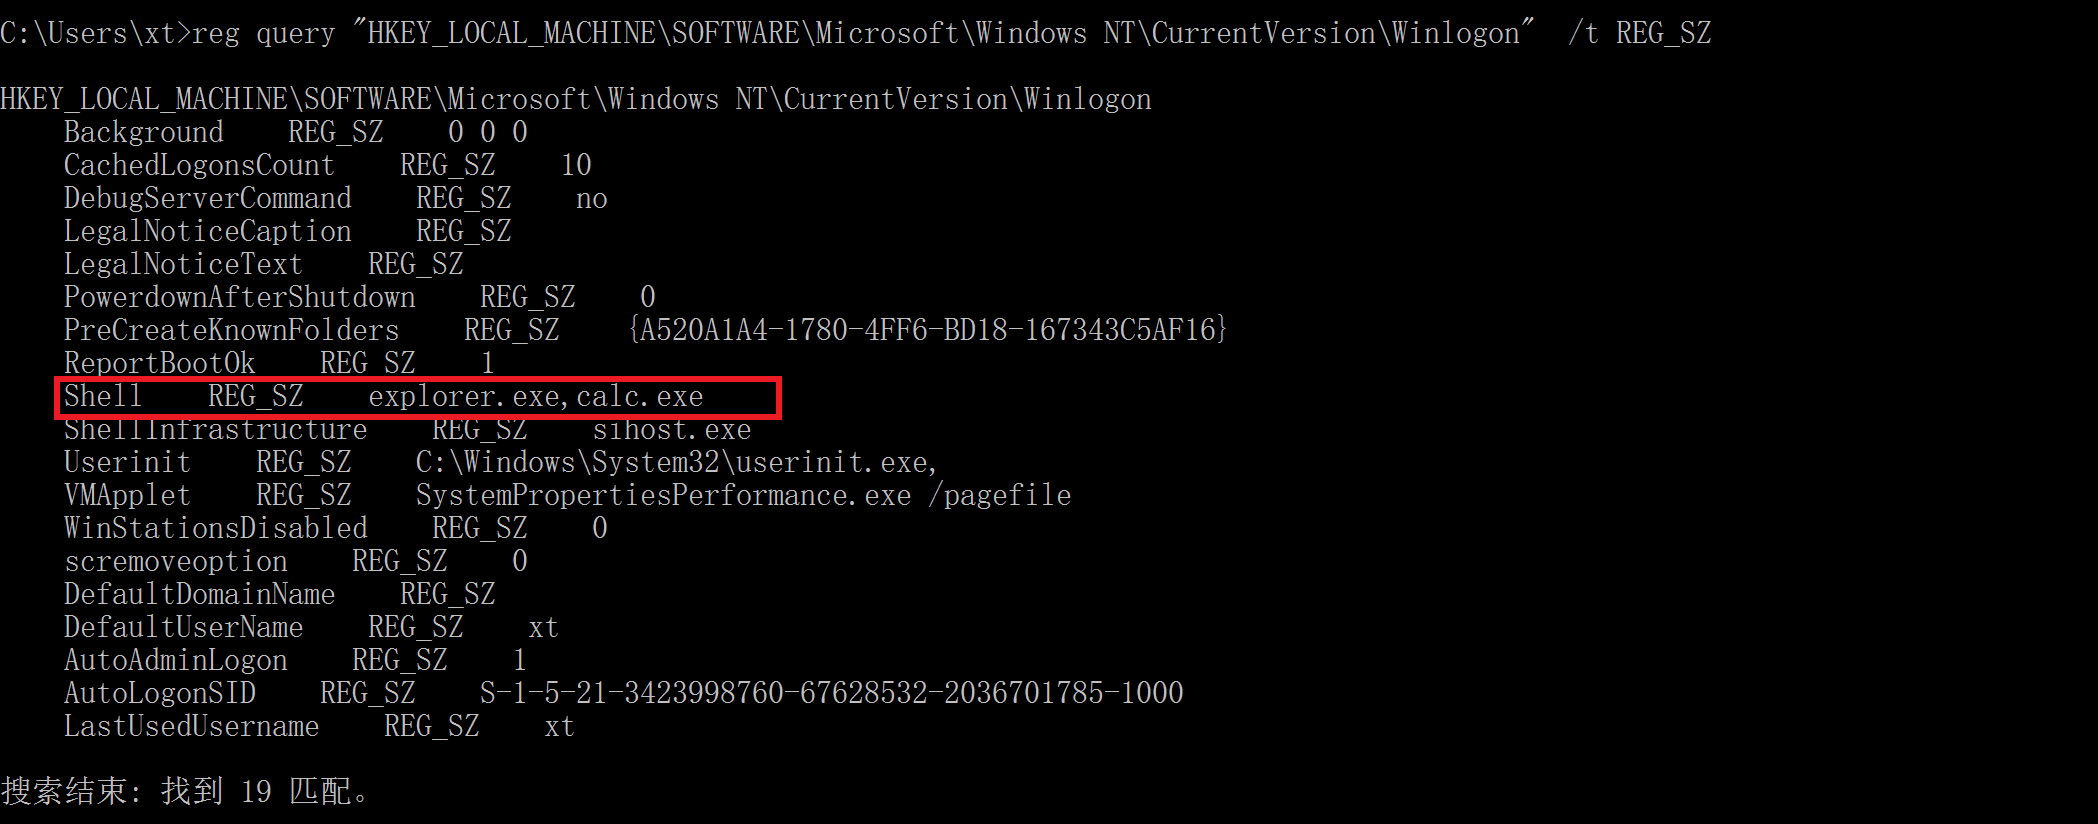 C:\Users\xt>reg query "HKEY_LOCAL_MACHINE\SOFTWARE\Microsoft\Windows NT\CurrentVersion\Winlogon"  /t REG_SZ
HKEY_LOCAL_MACHINE\SOFTWARE\Microsoft\Windows NT\CurrentVersion\Winlogon
    Background    REG_SZ    0 0 0
    CachedLogonsCount    REG_SZ    10
    DebugServerCommand    REG_SZ    no
    LegalNoticeCaption    REG_SZ
    LegalNoticeText    REG_SZ
    PowerdownAfterShutdown    REG_SZ    0
    PreCreateKnownFolders    REG_SZ    {A520A1A4-1780-4FF6-BD18-167343C5AF16}
    ReportBootOk    REG_SZ    1
    Shell    REG_SZ    explorer.exe,calc.exe
    ShellInfrastructure    REG_SZ    sihost.exe
    Userinit    REG_SZ    C:\Windows\System32\userinit.exe,
    VMApplet    REG_SZ    SystemPropertiesPerformance.exe /pagefile
    WinStationsDisabled    REG_SZ    0
    scremoveoption    REG_SZ    0
    DefaultDomainName    REG_SZ
    DefaultUserName    REG_SZ    xt
    AutoAdminLogon    REG_SZ    1
    AutoLogonSID    REG_SZ    S-1-5-21-3423998760-67628532-2036701785-1000
    LastUsedUsername    REG_SZ    xt
搜索结束: 找到 19 匹配。